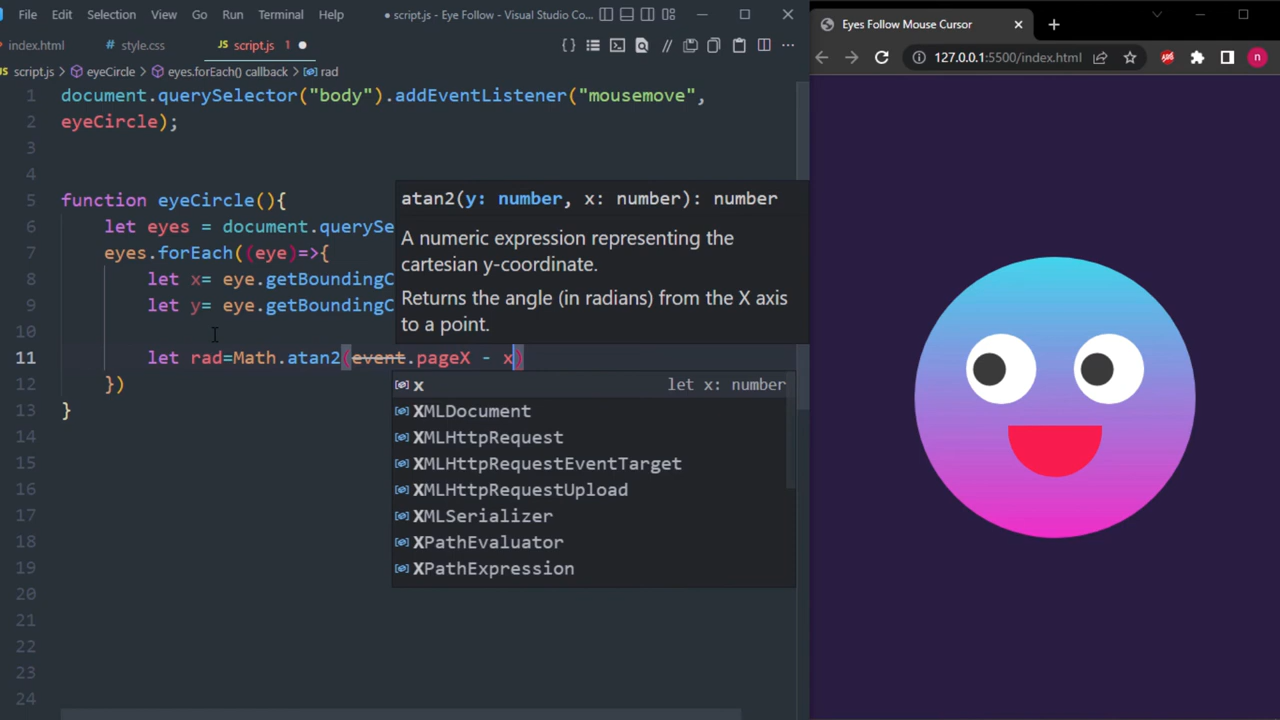 File Edit Selection View Go Run Terminal Help
● script.js - Eye Follow - Visual Studio Co...
index.html
# style.css
JS script.js 1 ●
script.js > eyeCircle > eyes.forEach() callback > rad
1 document.querySelector("body").addEventListener("mousemove",
2 eyeCircle);
3
4
5 function eyeCircle(){
6 let eyes = document.querySe
7 eyes.forEach((eye)=>{
8 let x= eye.getBoundingC
9 let y= eye.getBoundingC
10
11 let rad=Math.atan2(event.pageX - x)
12 })
13 }
14
15
16
17
18
19
20
21
22
23
24
atan2(y: number, x: number): number
A numeric expression representing the
cartesian y-coordinate.
Returns the angle (in radians) from the X axis
to a point.
x let x: number
XMLDocument
XMLHttpRequest
XMLHttpRequestEventTarget
XMLHttpRequestUpload
XMLSerializer
XPathEvaluator
XPathExpression
Eyes Follow Mouse Cursor
127.0.0.1:5500/index.html
n